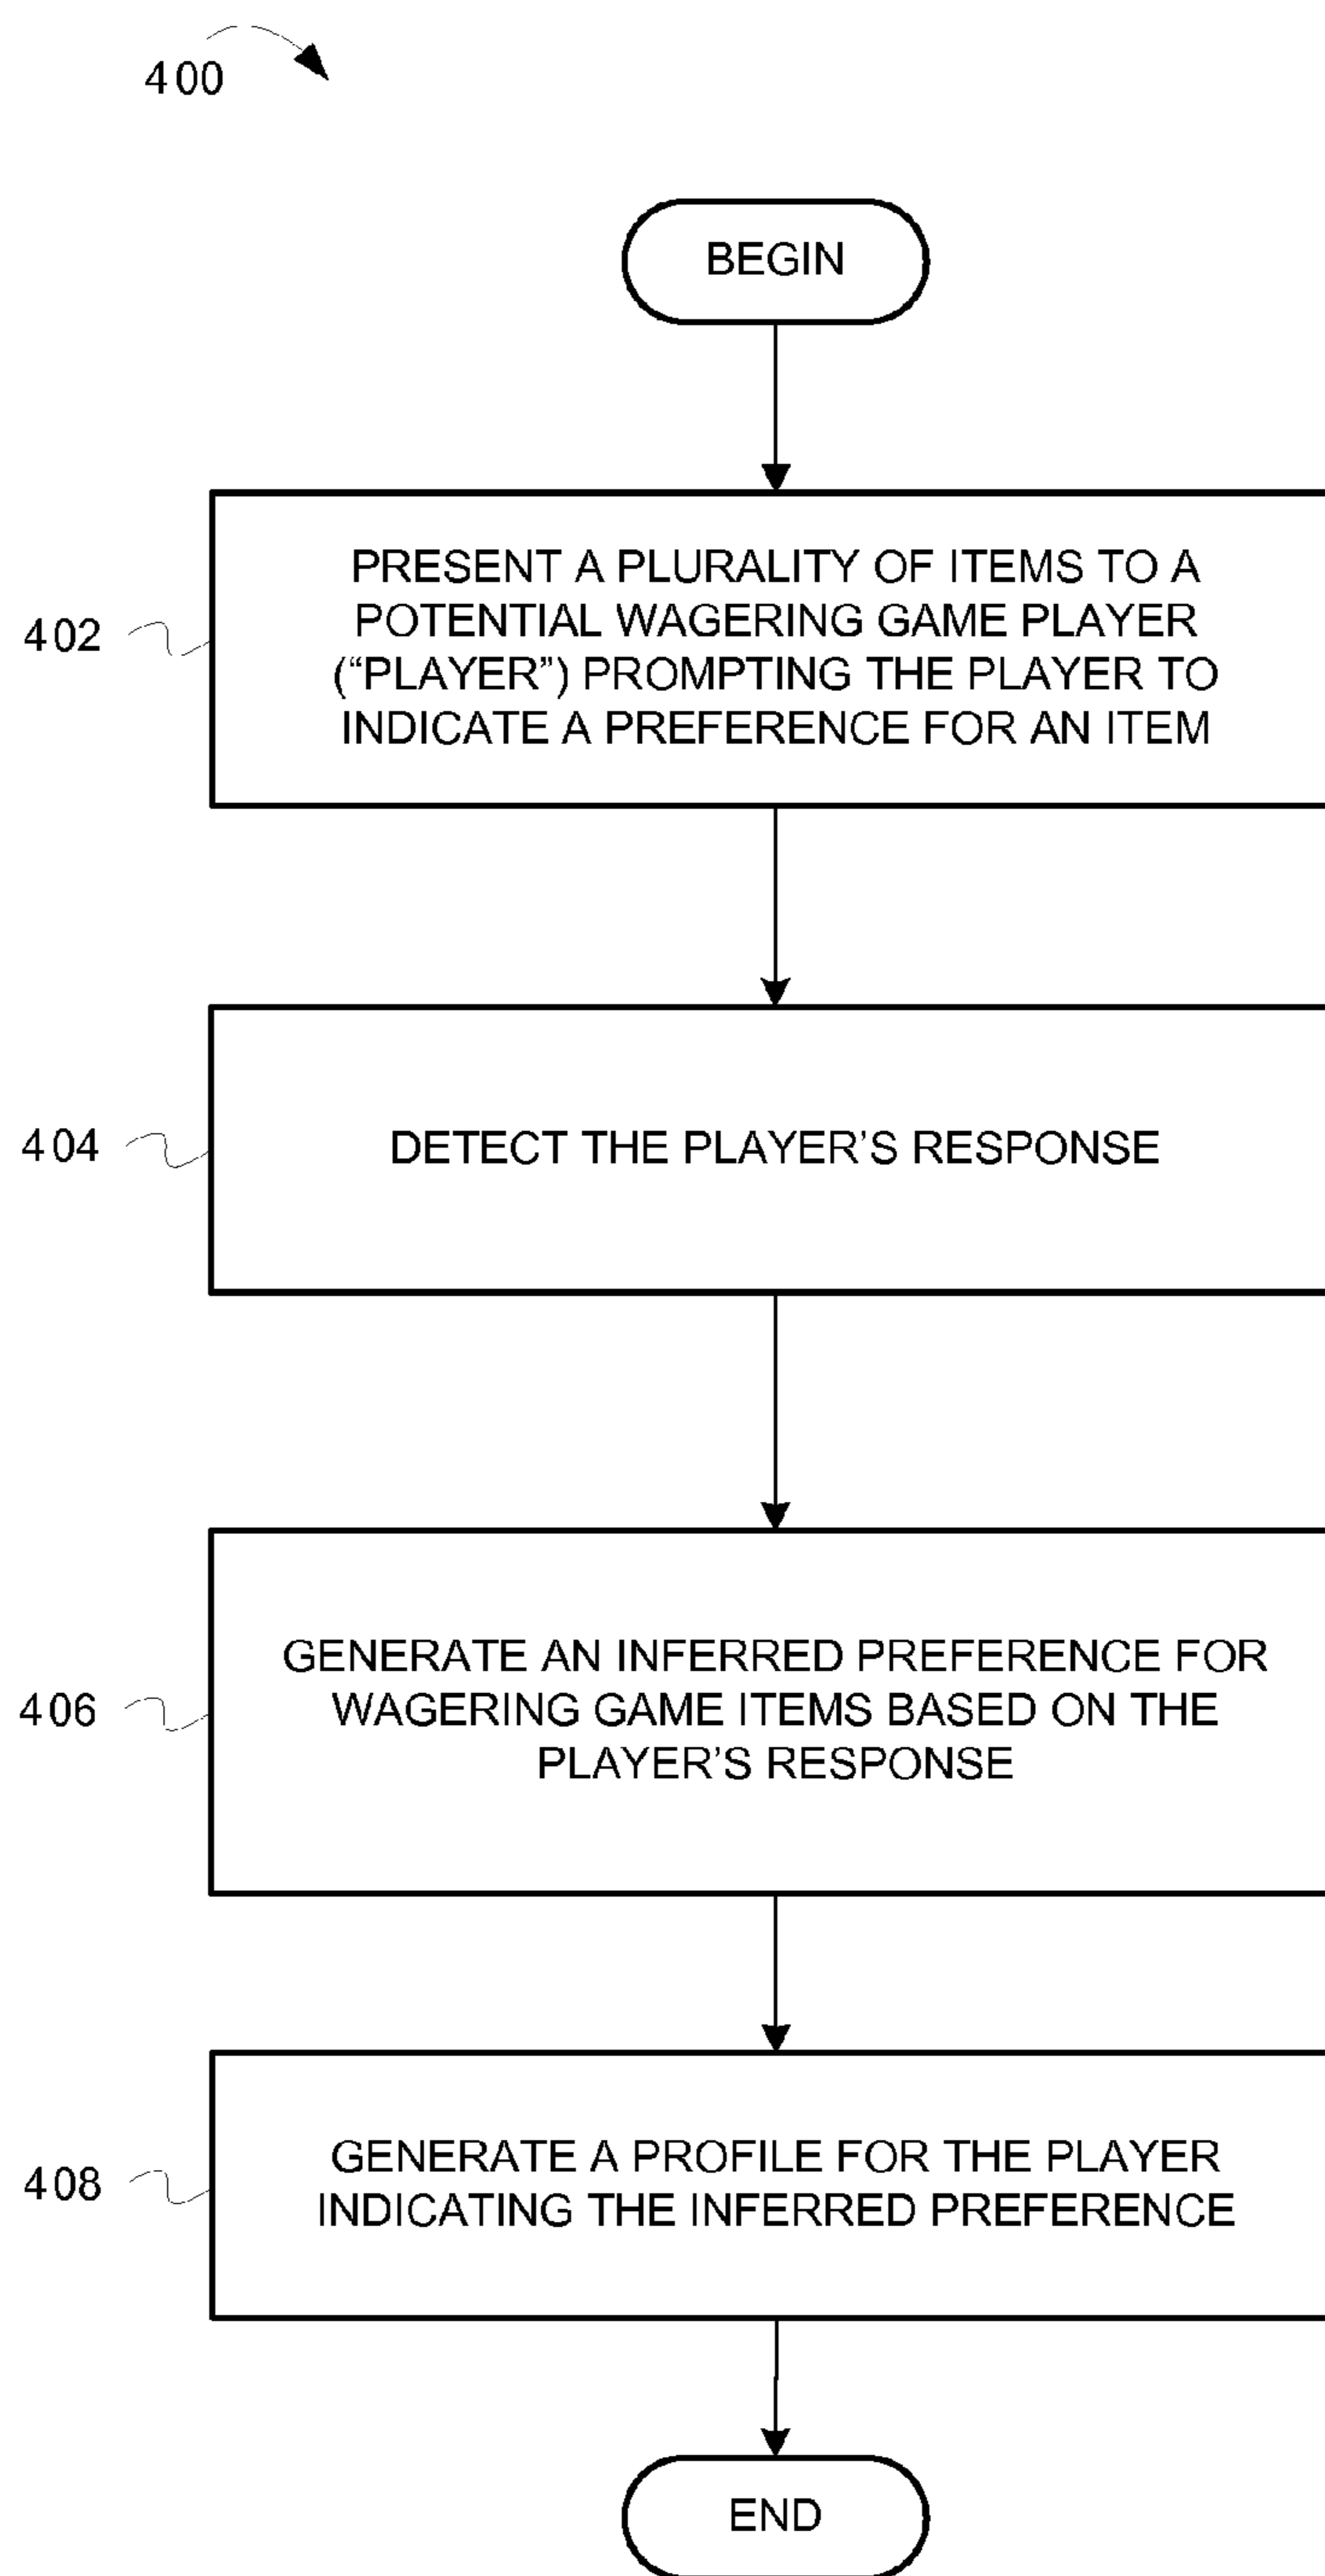 400
BEGIN
402
PRESENT A PLURALITY OF ITEMS TO A
POTENTIAL WAGERING GAME PLAYER
(“PLAYER”) PROMPTING THE PLAYER TO
INDICATE A PREFERENCE FOR AN ITEM
404
DETECT THE PLAYER’S RESPONSE
406
GENERATE AN INFERRED PREFERENCE FOR
WAGERING GAME ITEMS BASED ON THE
PLAYER’S RESPONSE
408
GENERATE A PROFILE FOR THE PLAYER
INDICATING THE INFERRED PREFERENCE
END